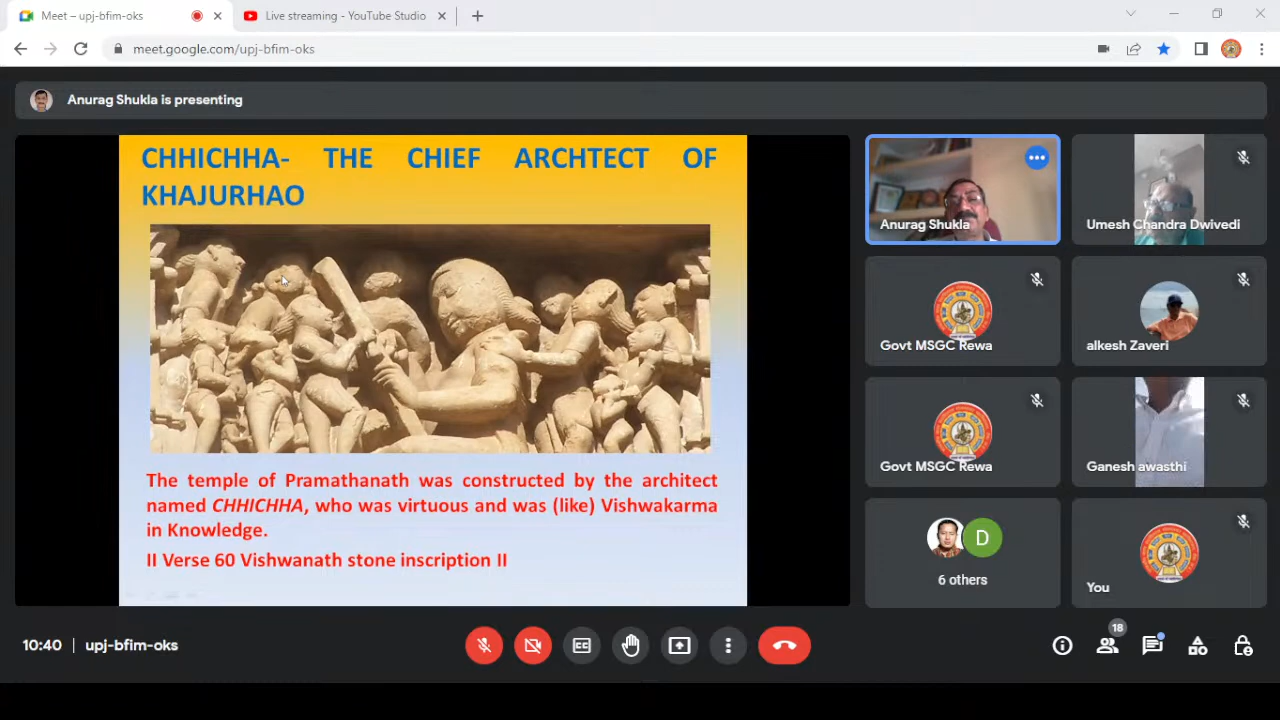 Meet – upj-bfim-oks
Live streaming - YouTube Studio
meet.google.com/upj-bfim-oks
Anurag Shukla is presenting
CHHICHHA- THE CHIEF ARCHTECT OF
KHAJURHAO
The temple of Pramathanath was constructed by the architect
named CHHICHHA, who was virtuous and was (like) Vishwakarma
in Knowledge.
II Verse 60 Vishwanath stone inscription II
Anurag Shukla
Umesh Chandra Dwivedi
Govt MSGC Rewa
alkesh Zaveri
Govt MSGC Rewa
Ganesh awasthi
D
6 others
You
10:40
upj-bfim-oks
CC
18